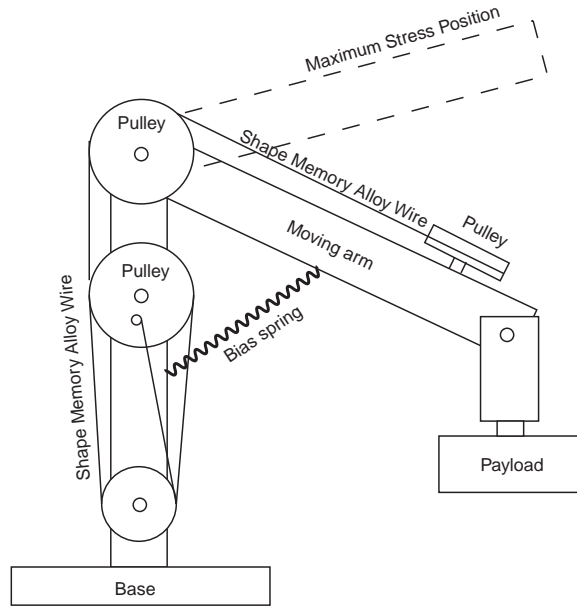 Maximum Stress Position
Pulley
Shape Memory Alloy Wire
Pulley
Moving arm
Pulley
Bias spring
Shape Memory Alloy Wire
Payload
Base